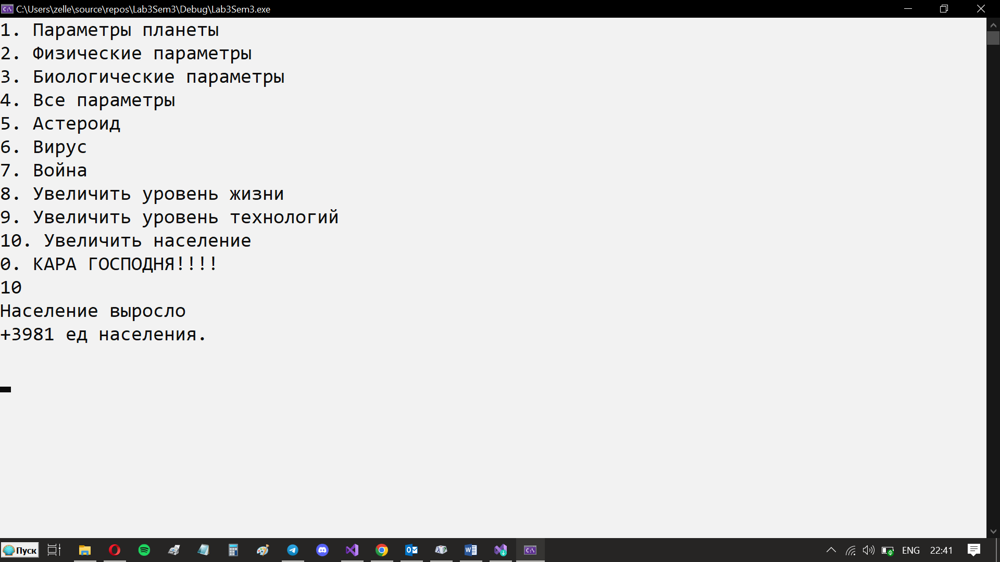 C:\Users\zelle\source\repos\Lab3Sem3\Debug\Lab3Sem3.exe
1. Параметры планеты
2. Физические параметры
3. Биологические параметры
4. Все параметры
5. Астероид
6. Вирус
7. Война
8. Увеличить уровень жизни
9. Увеличить уровень технологий
10. Увеличить население
0. КАРА ГОСПОДНЯ!!!!
10
Население выросло
+3981 ед населения.
Пуск
ENG 22:41